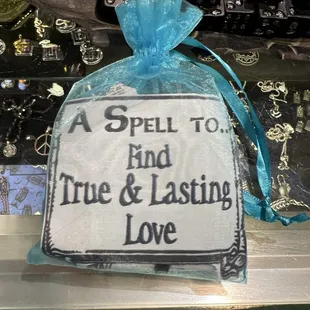 A SPELL TO..
Find
True & Lasting
Love